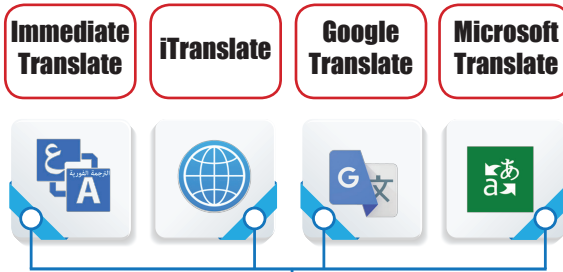 Immediate
Translate
iTranslate
Google
Translate
Microsoft
Translate
ع
الترجمة الفورية
A
G
文
あ
a